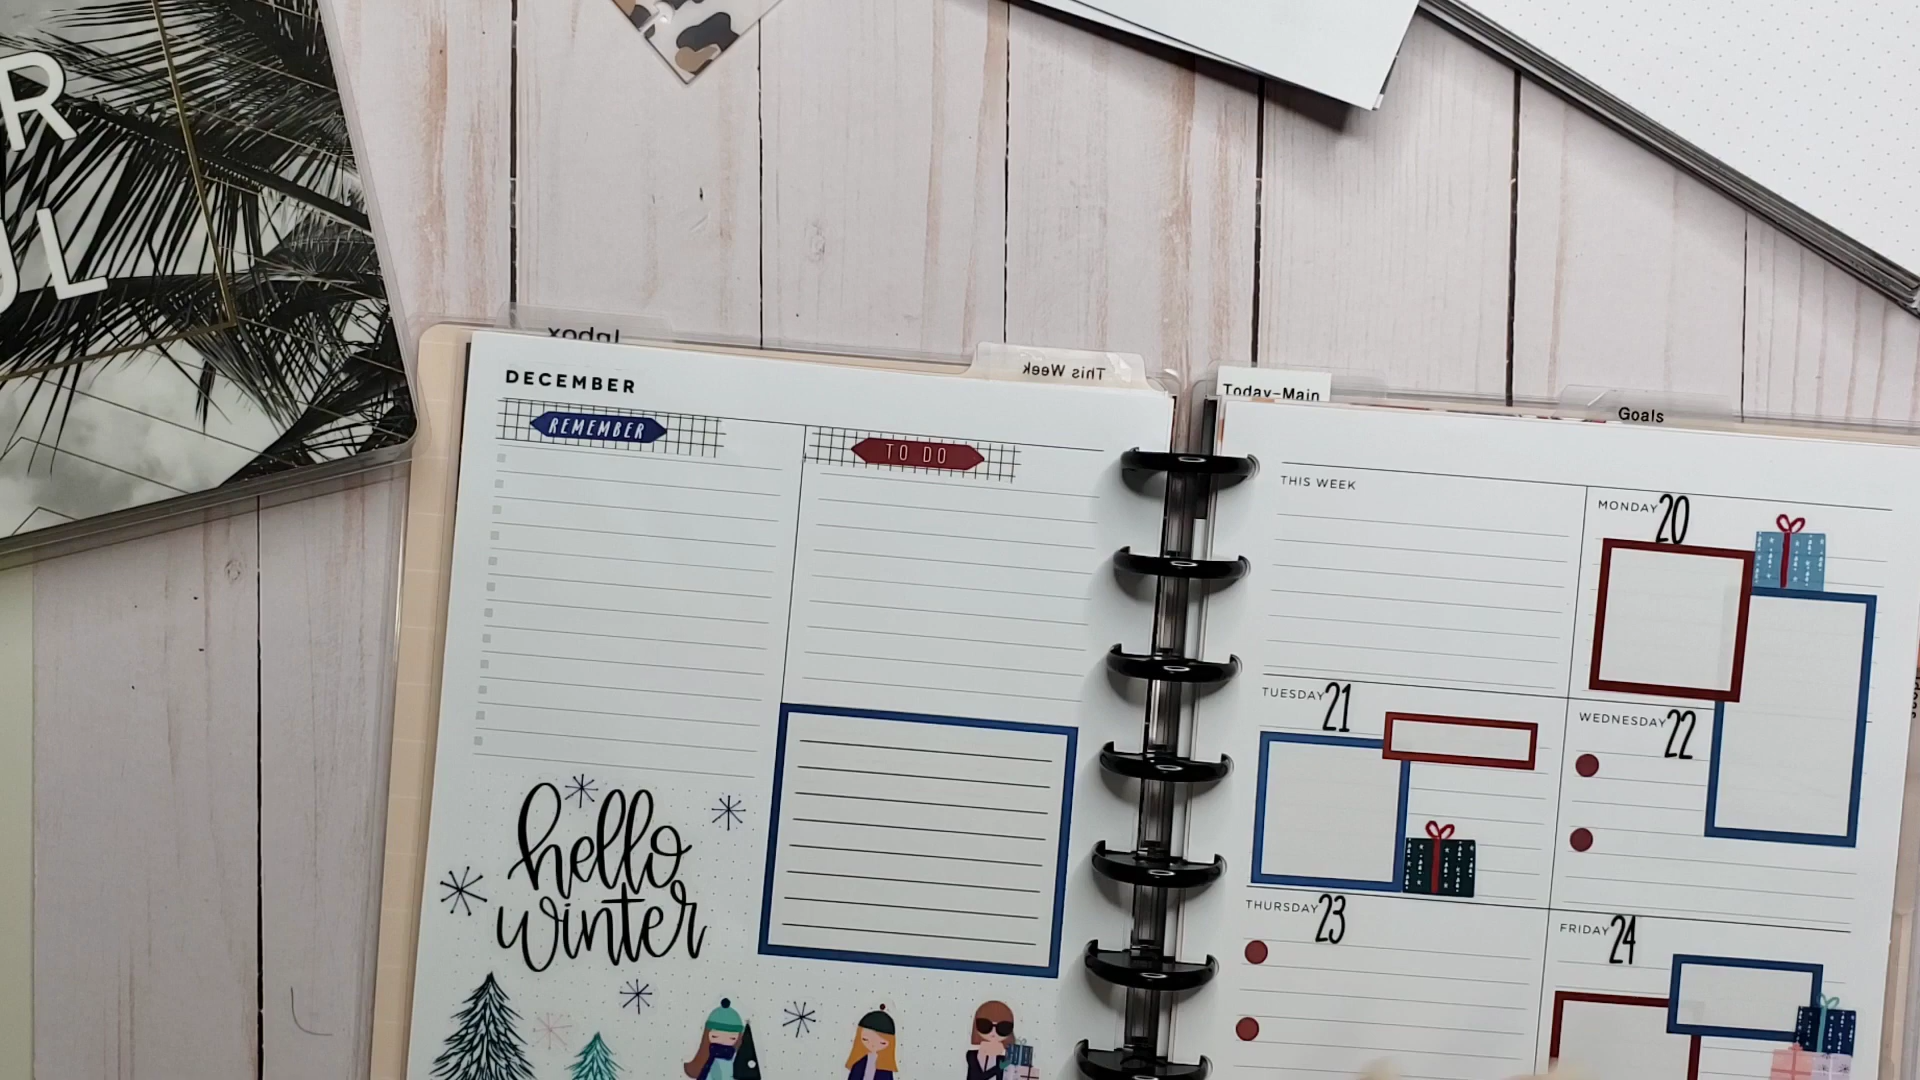 R
UL
Inbox
This Week
Today-Main
Goals
DECEMBER
REMEMBER
TO DO
hello
winter
THIS WEEK
MONDAY 20
TUESDAY 21
WEDNESDAY 22
THURSDAY 23
FRIDAY 24